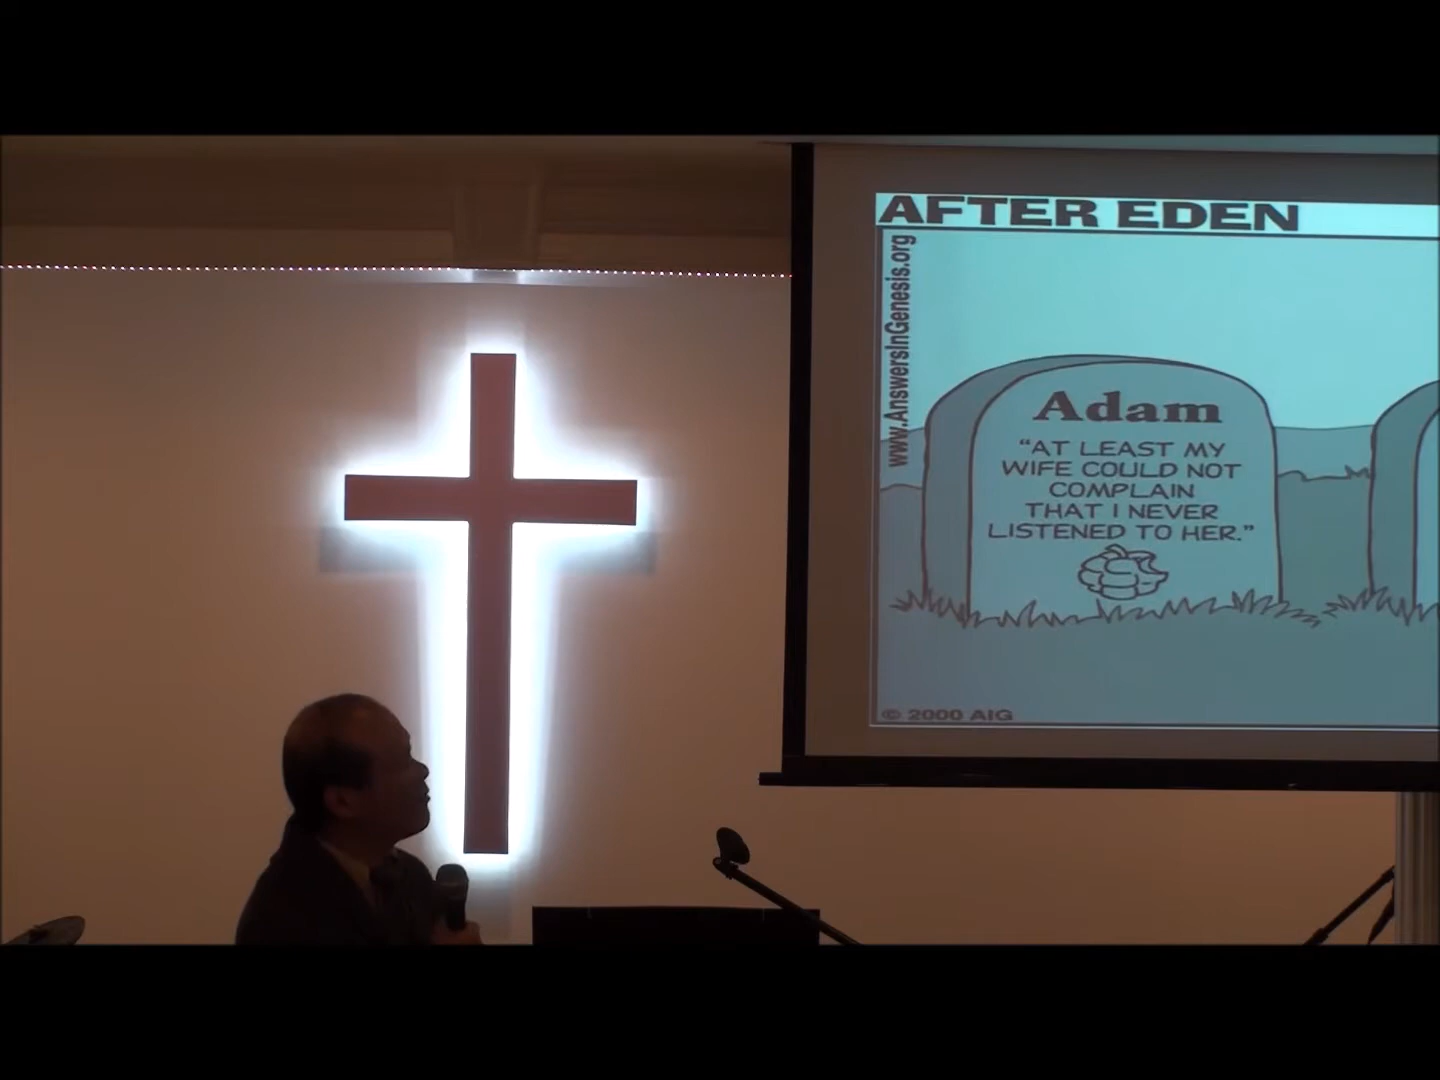 AFTER EDEN
www.AnswersInGenesis.org
Adam
"AT LEAST MY
WIFE COULD NOT
COMPLAIN
THAT I NEVER
LISTENED TO HER."
© 2000 AIG